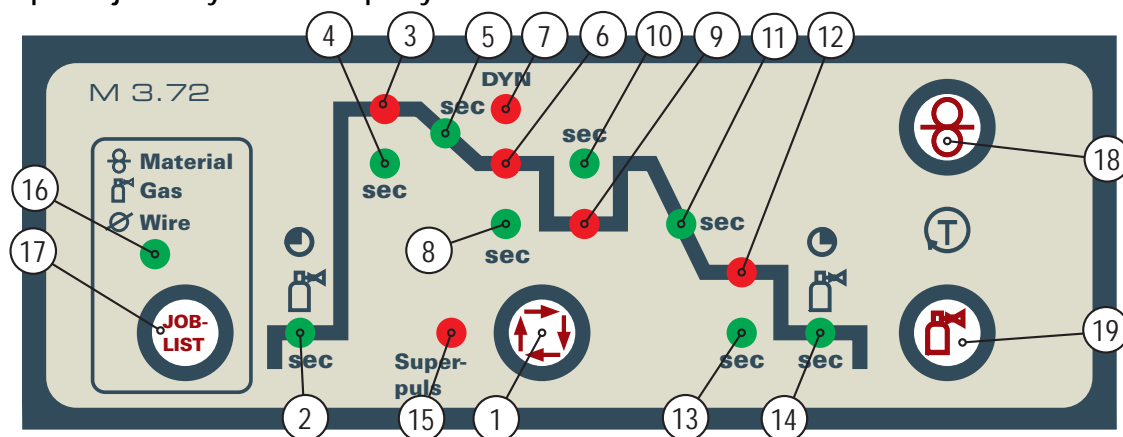 4 3 5 7 6 10 9 11 12
M 3.72
DYN
sec
sec
Material
Gas
Wire
16
18
sec
sec
17
8
sec
T
JOB-
LIST
19
sec
Super-
puls
sec
sec
2 15 1 13 14